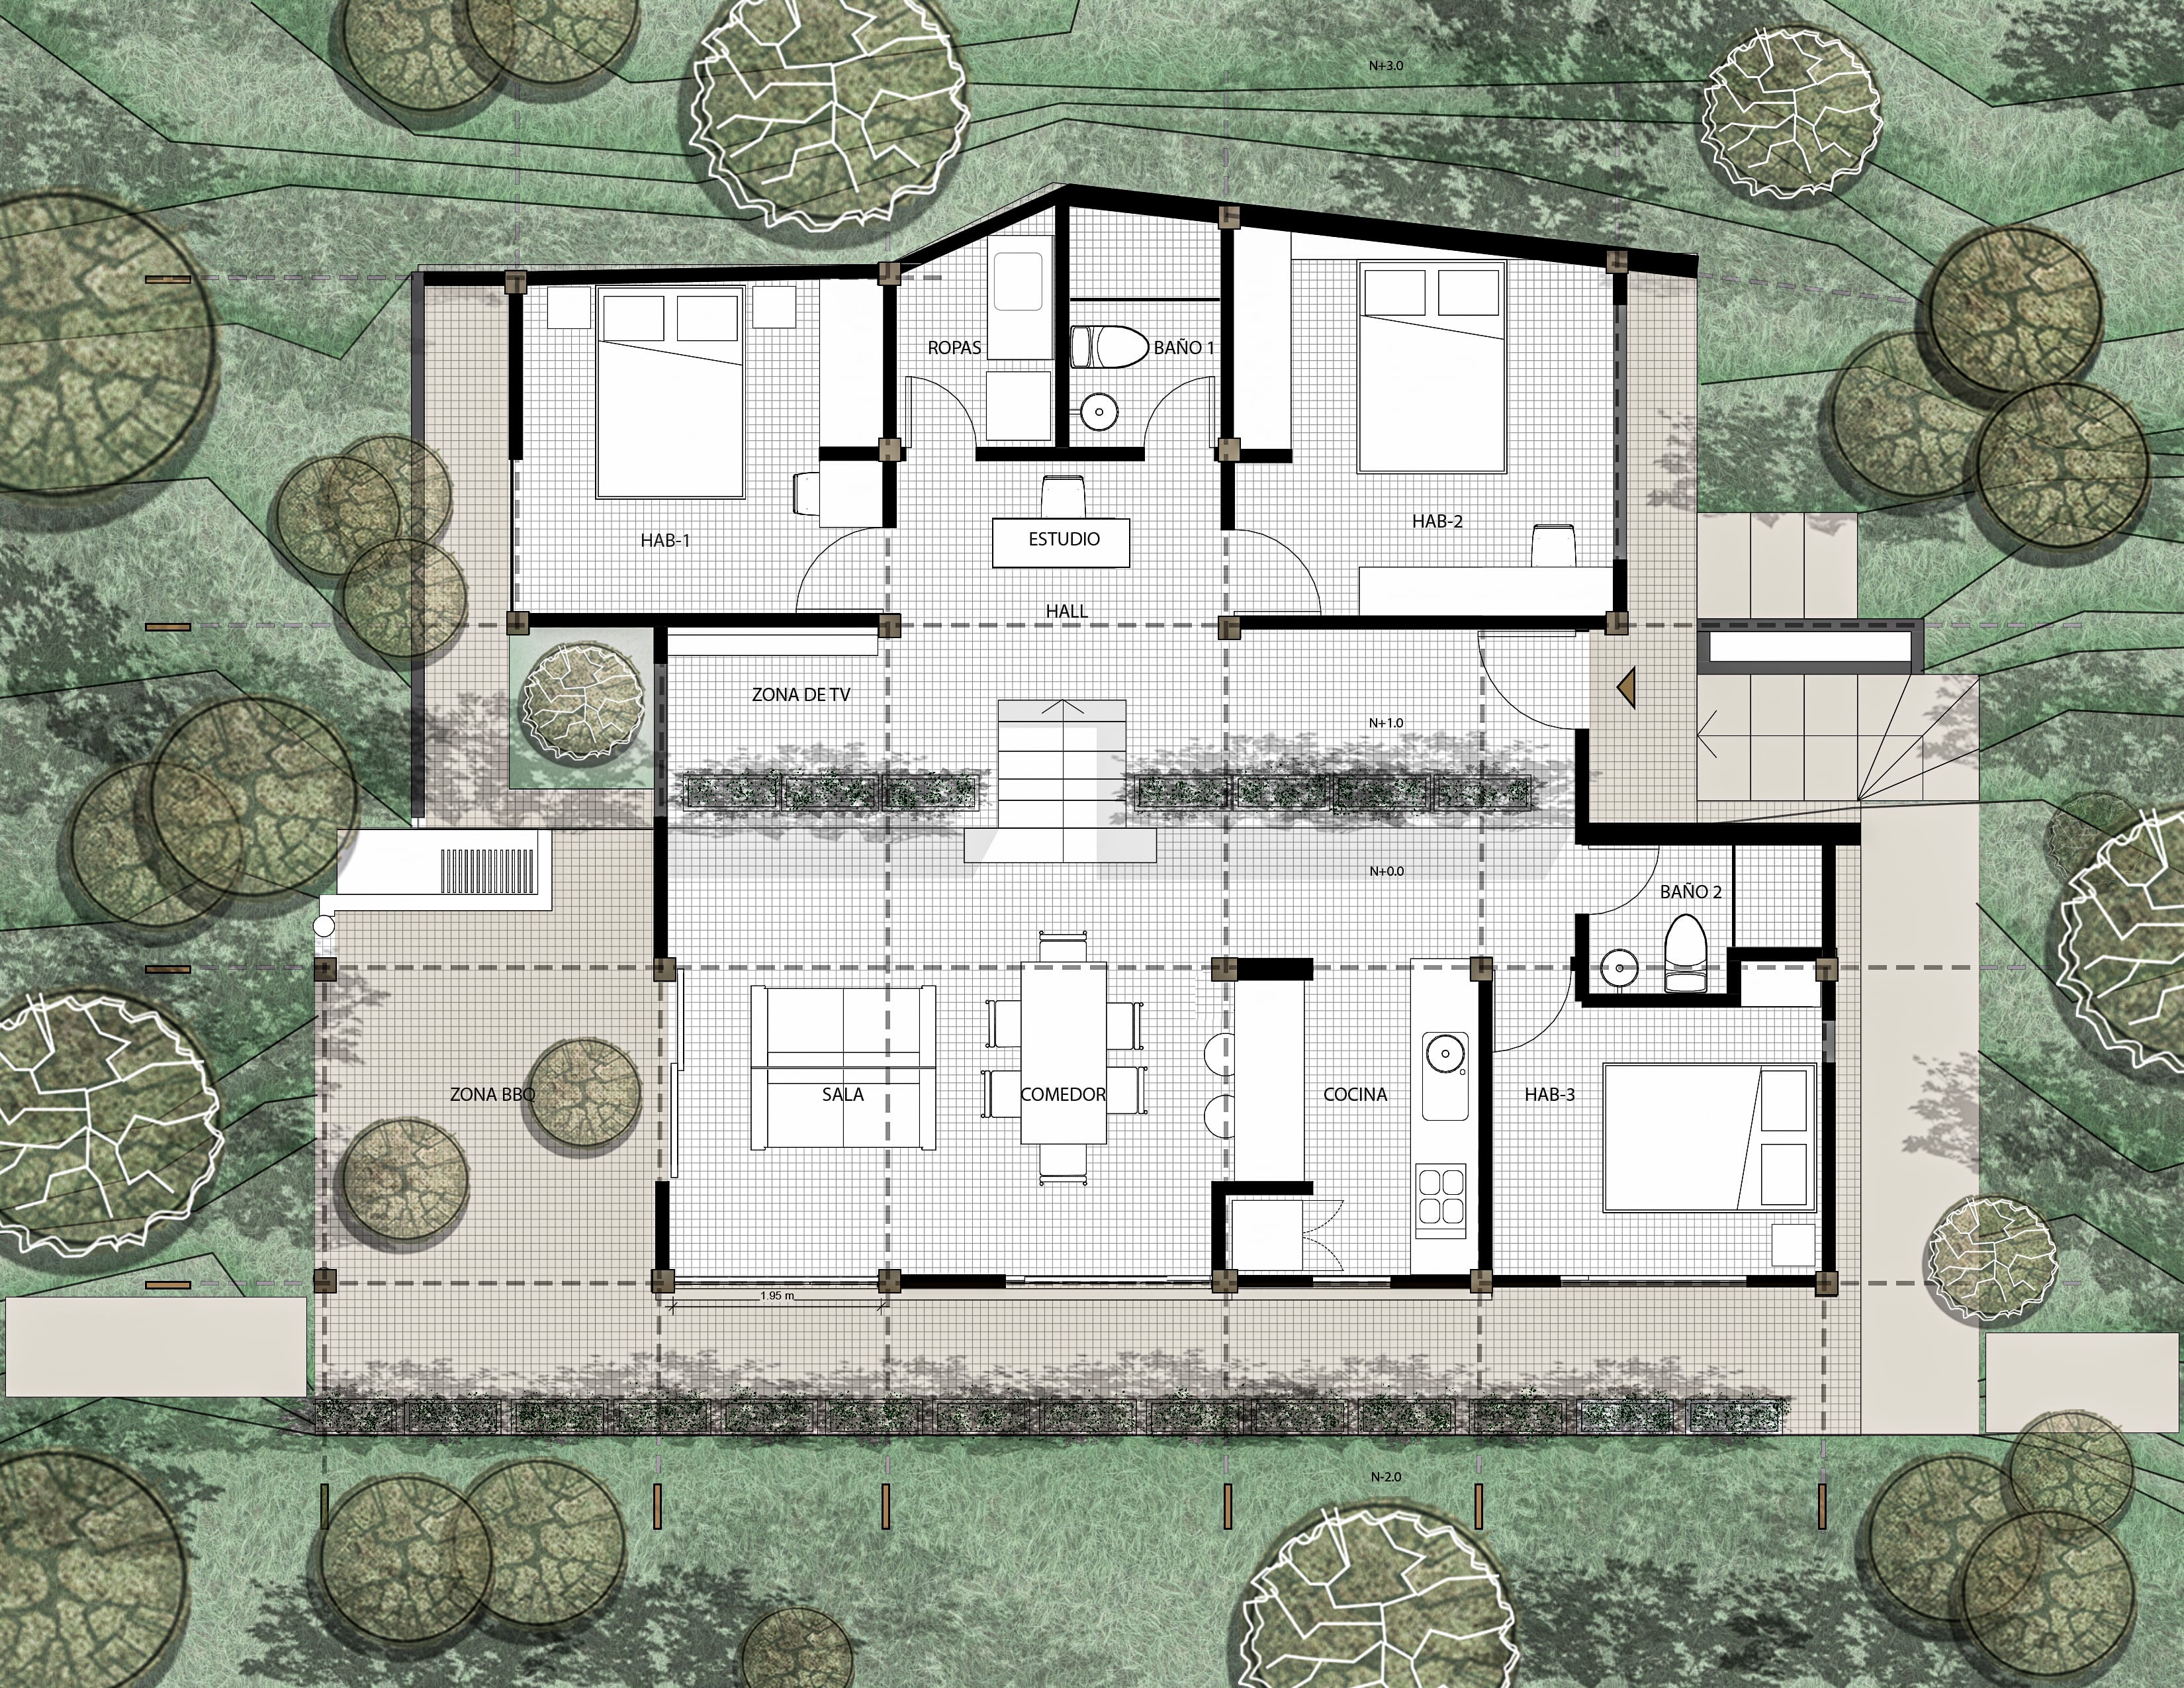 N+3.0
ROPAS
BAÑO 1
HAB-1
ESTUDIO
HAB-2
HALL
ZONA DE TV
N+1.0
N+0.0
BAÑO 2
ZONA BBQ
SALA
COMEDOR
COCINA
HAB-3
1.95 m
N-2.0